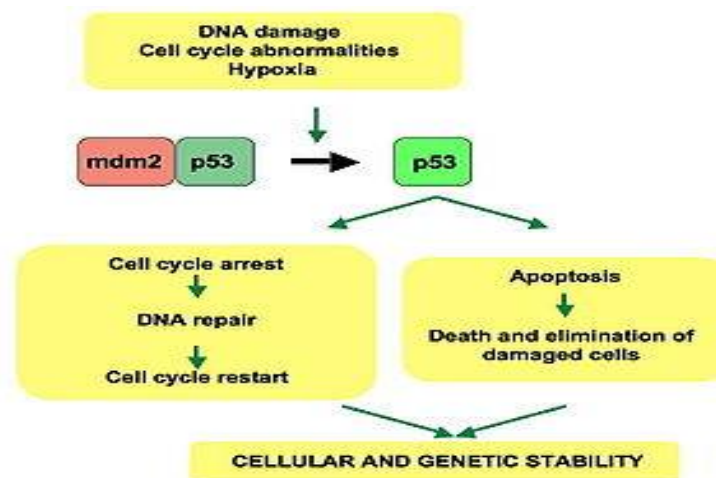 DNA damage
Cell cycle abnormalities
Hypoxia
mdm2 p53
p53
Cell cycle arrest
DNA repair
Cell cycle restart
Apoptosis
Death and elimination of
damaged cells
CELLULAR AND GENETIC STABILITY